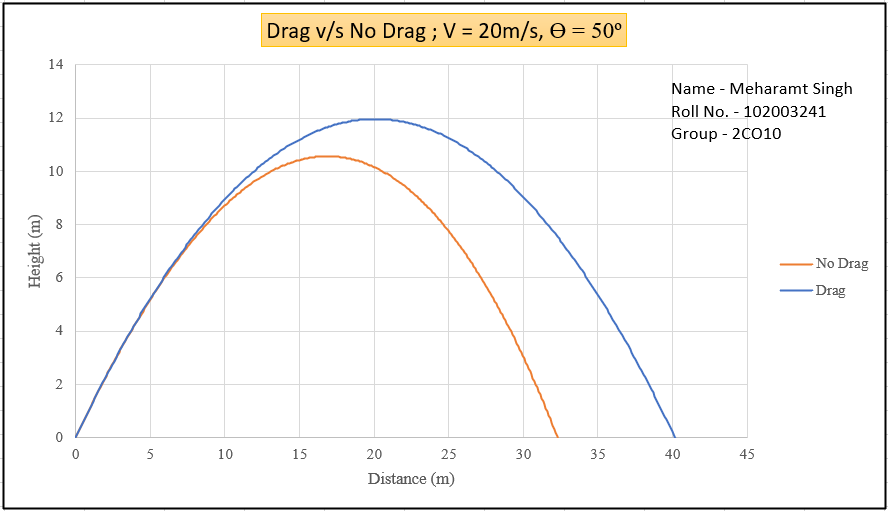 Drag v/s No Drag ; V = 20m/s, Ɵ = 50º
Name - Meharamt Singh
Roll No. - 102003241
Group - 2CO10
14
12
10
8
6
4
2
0
Height (m)
No Drag
Drag
0 5 10 15 20 25 30 35 40 45
Distance (m)